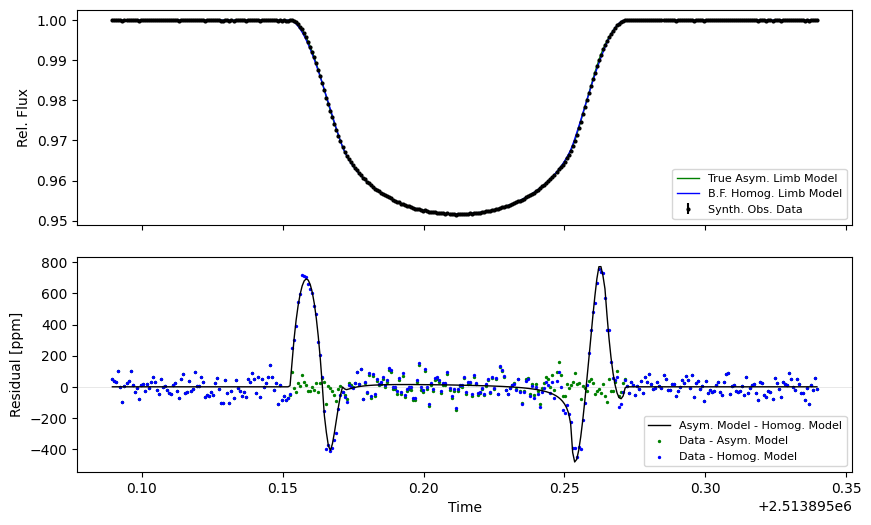 1.00
0.99
0.98
0.97
0.96
0.95
Rel. Flux
True Asym. Limb Model
B.F. Homog. Limb Model
Synth. Obs. Data
800
600
400
200
0
−200
−400
Residual [ppm]
Asym. Model - Homog. Model
Data - Asym. Model
Data - Homog. Model
0.10
0.15
0.20
0.25
0.30
0.35
Time
+2.513895e6